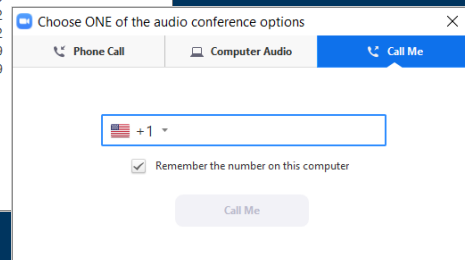 Choose ONE of the audio conference options
Phone Call
Computer Audio
Call Me
+1
Remember the number on this computer
Call Me